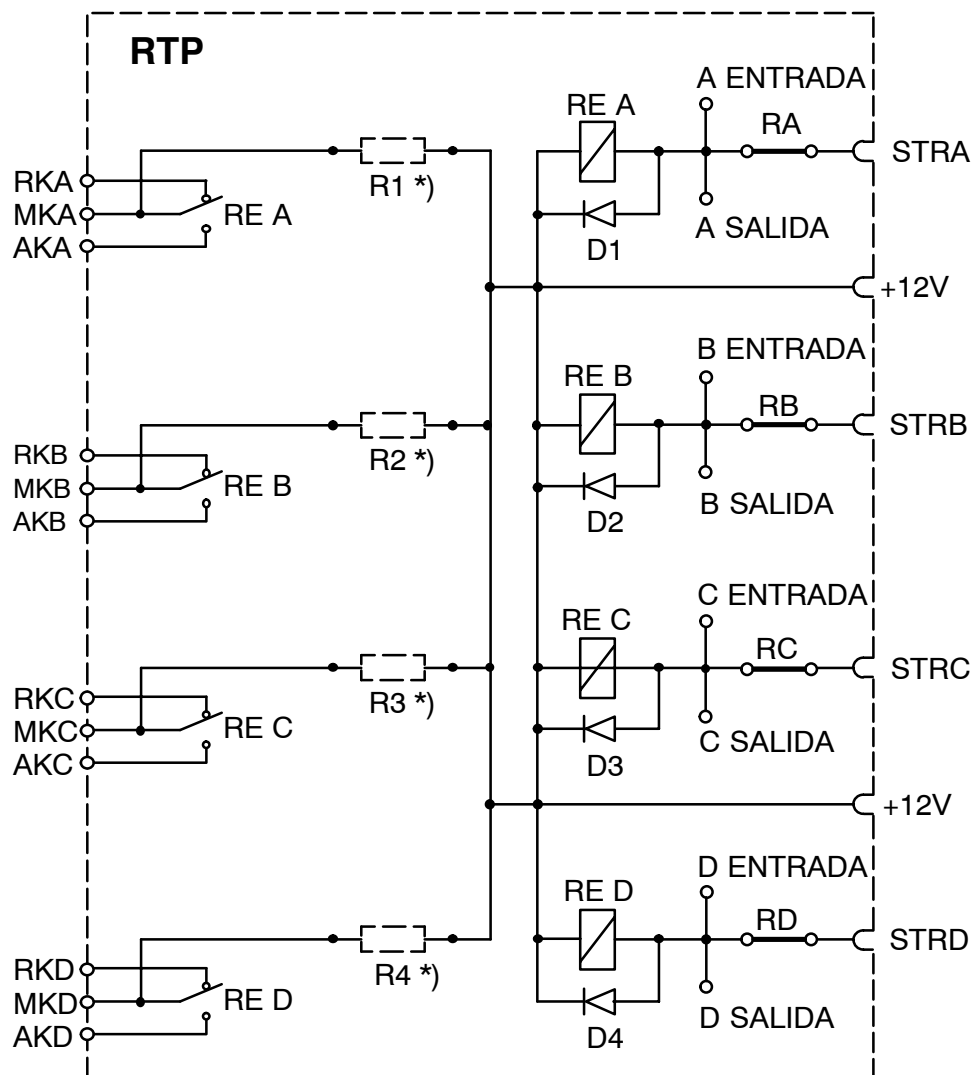 RTP
A ENTRADA
RE A
RA
STRA
R1 *)
RKA
MKA
RE A
AKA
D1
A SALIDA
+12V
B ENTRADA
RE B
RB
STRB
R2 *)
RKB
MKB
RE B
AKB
D2
B SALIDA
C ENTRADA
RE C
RC
STRC
R3 *)
RKC
MKC
RE C
AKC
D3
C SALIDA
+12V
D ENTRADA
RE D
RD
STRD
R4 *)
RKD
MKD
RE D
AKD
D4
D SALIDA